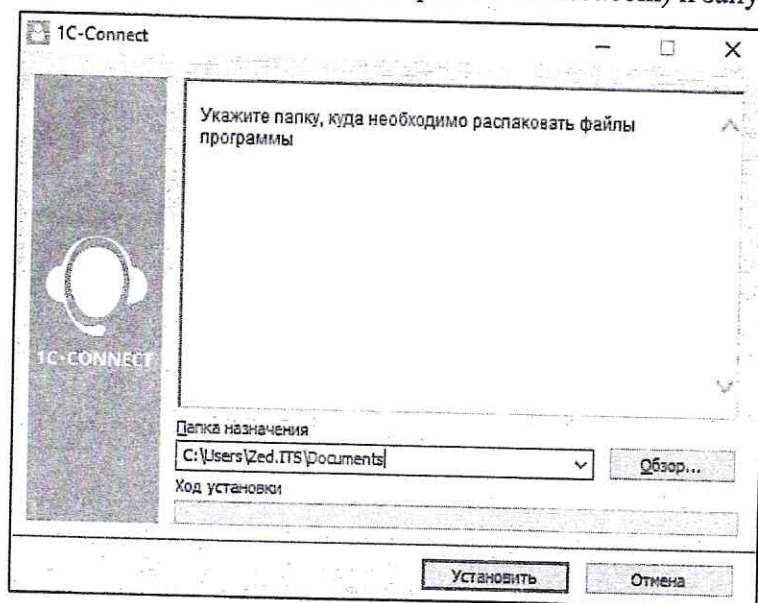 и запу
1C-Connect
Укажите папку, куда необходимо распаковать файлы
программы
1C-CONNECT
Папка назначения
C:\Users\Zed.ITS\Documents
Обзор...
Ход установки
Установить
Отмена